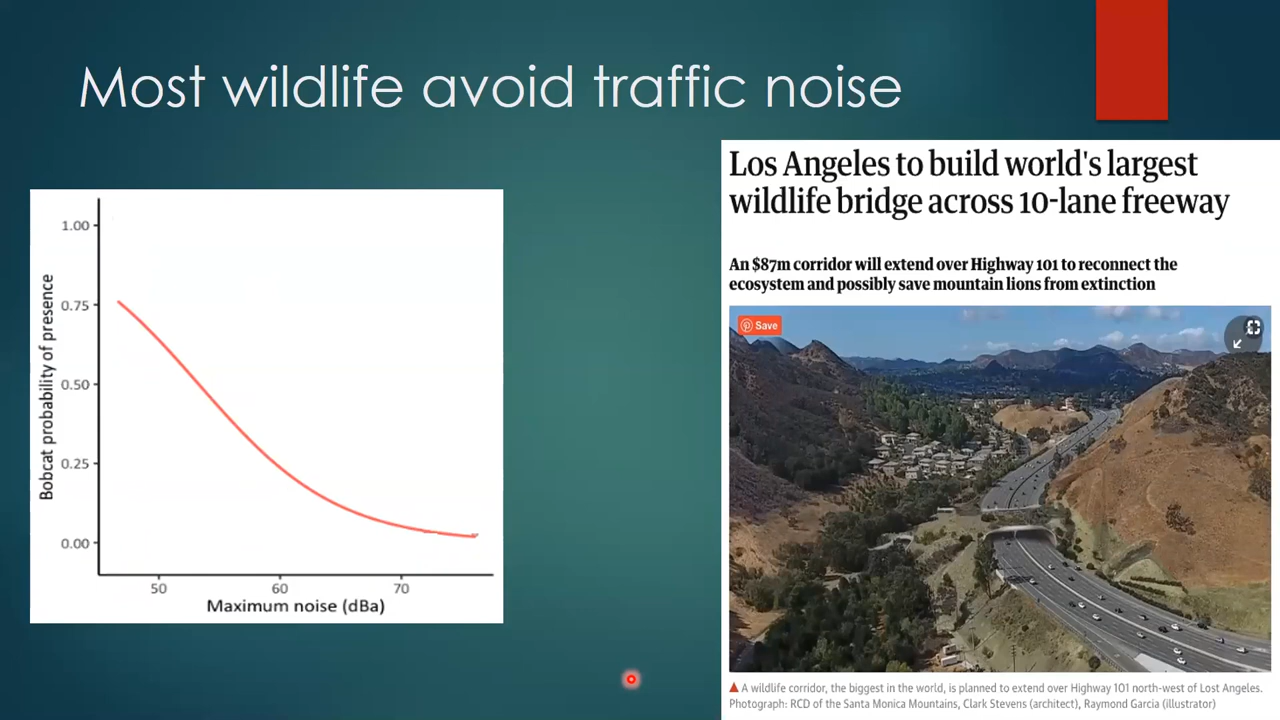 Most wildlife avoid traffic noise
1.00
0.75
0.50
0.25
0.00
Bobcat probability of presence
50 60 70
Maximum noise (dBa)
Los Angeles to build world's largest
wildlife bridge across 10-lane freeway
An $87m corridor will extend over Highway 101 to reconnect the
ecosystem and possibly save mountain lions from extinction
Save
A wildlife corridor, the biggest in the world, is planned to extend over Highway 101 north-west of Los Angeles.
Photograph: RCD of the Santa Monica Mountains, Clark Stevens (architect), Raymond Garcia (illustrator)